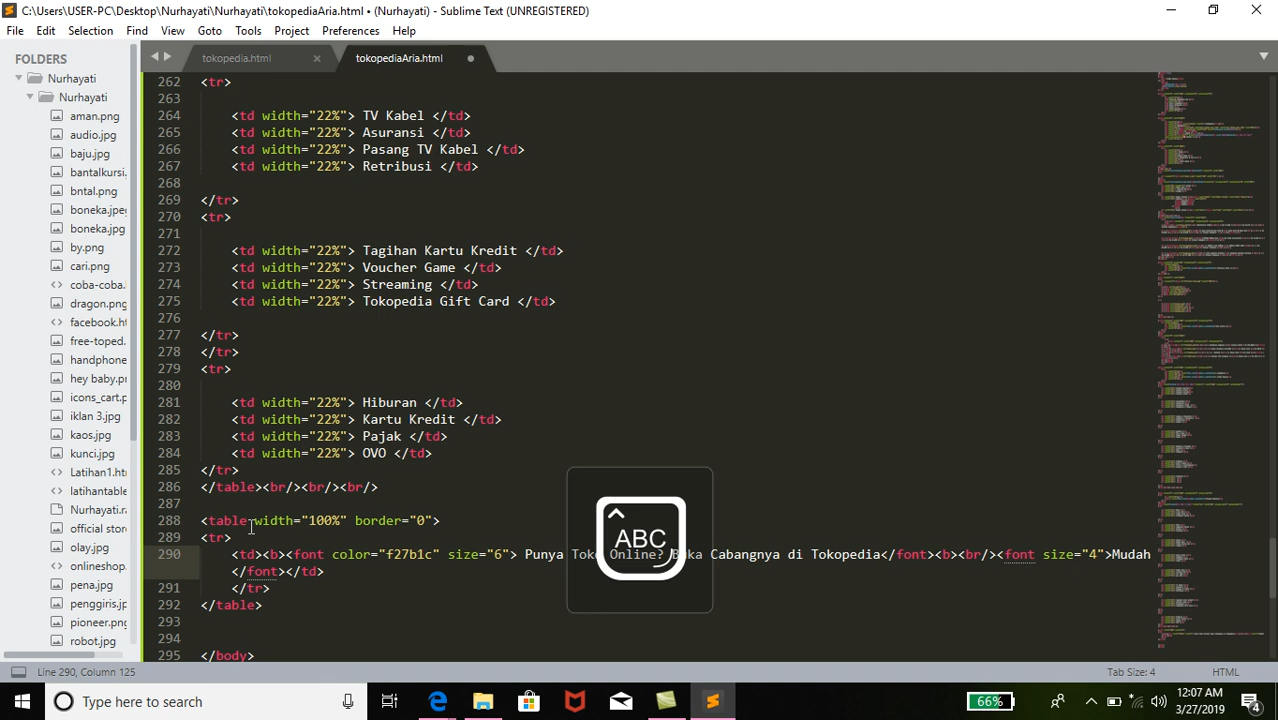 C:\Users\USER-PC\Desktop\Nurhayati\Nurhayati\tokopediaAria.html • (Nurhayati) - Sublime Text (UNREGISTERED)
File Edit Selection Find View Goto Tools Project Preferences Help
FOLDERS
Nurhayati
Nurhayati
aman.png
audio.jpg
baju.jpg
bantalkursi.
bntal.png
boneka.jpeg
boneka.jpg
by.png
cari.png
coba-coba.
dragon.png
facebook.ht
free-toped.
handphone
hey baby.pn
icons_cart.p
iklan 3.jpg
kaos.jpg
kunci.jpg
Latihan1.htm
latihantable
Nurhayati.ra
official store
olay.jpg
onlineshop.
pena.jpg
penggiris.jp
pioneer.png
robot.jpg
tokopedia.html
tokopediaAria.html
262 <tr>
263
264 <td width="22%"> TV Kabel </td>
265 <td width="22%"> Asuransi </td>
266 <td width="22%"> Pasang TV Kabel </td>
267 <td width="22%"> Retribusi </td>
268
269 </tr>
270 <tr>
271
272 <td width="22%"> Tagihan Kartu Kredit </td>
273 <td width="22%"> Voucher Game </td>
274 <td width="22%"> Streaming </td>
275 <td width="22%"> Tokopedia Gift Card </td>
276
277 </tr>
278 </tr>
279 <tr>
280
281 <td width="22%"> Hiburan </td>
282 <td width="22%"> Kartu Kredit </td>
283 <td width="22%"> Pajak </td>
284 <td width="22%"> OVO </td>
285 </tr>
286 </table><br/><br/><br/>
287
288 <table width="100%" border="0">
289 <tr>
290 <td><b><font color="f27b1c" size="6"> Punya Toko Online? Buka Cabangnya di Tokopedia</font><b><br/><font size="4">Mudah
</font></td>
291 </tr>
292 </table>
293
294
295 </body>
ABC
Line 290, Column 125
Tab Size: 4
HTML
Type here to search
66%
12:07 AM
3/27/2019
4